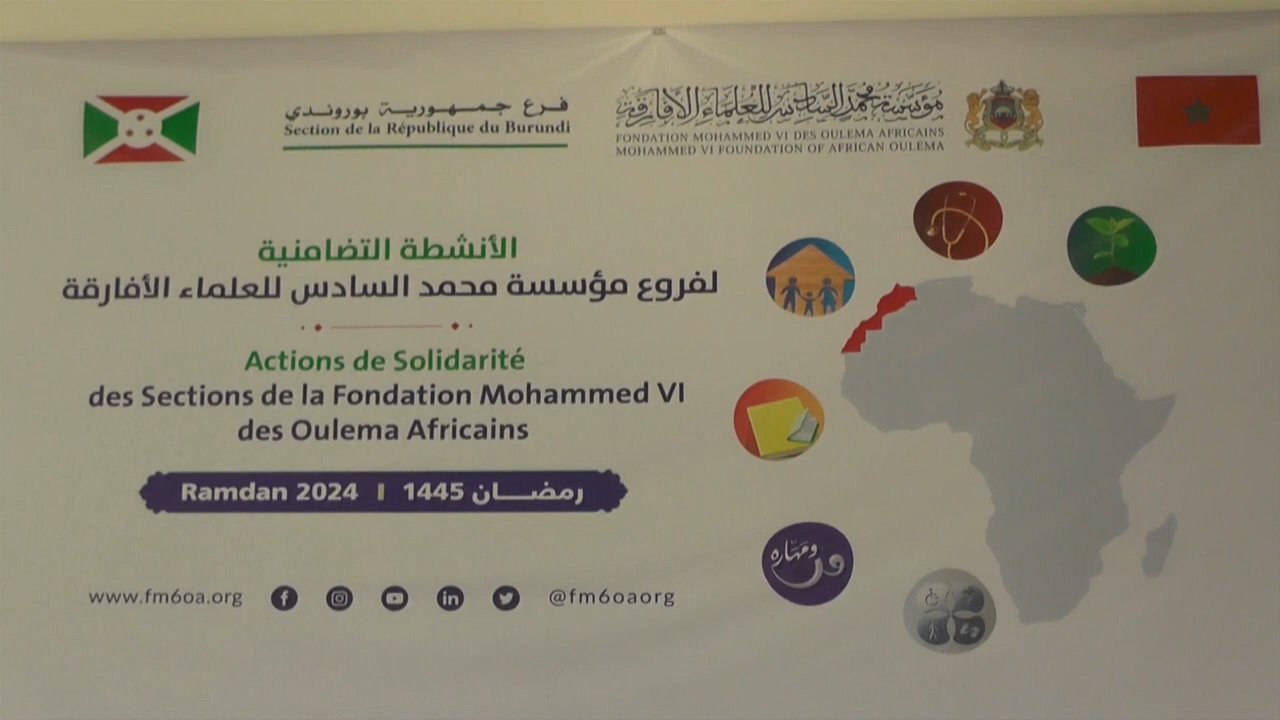 فرع جمهورية بوروندي
Section de la République du Burundi
مؤسسة محمد السادس للعلماء الأفارقة
FONDATION MOHAMMED VI DES OULEMA AFRICAINS
MOHAMMED VI FOUNDATION OF AFRICAN OULEMA
الأنشطة التضامنية
لفروع مؤسسة محمد السادس للعلماء الأفارقة
Actions de Solidarité
des Sections de la Fondation Mohammed VI
des Oulema Africains
Ramdan 2024 | 1445 رمضان
ومهارة
www.fm6oa.org @fm6oaorg